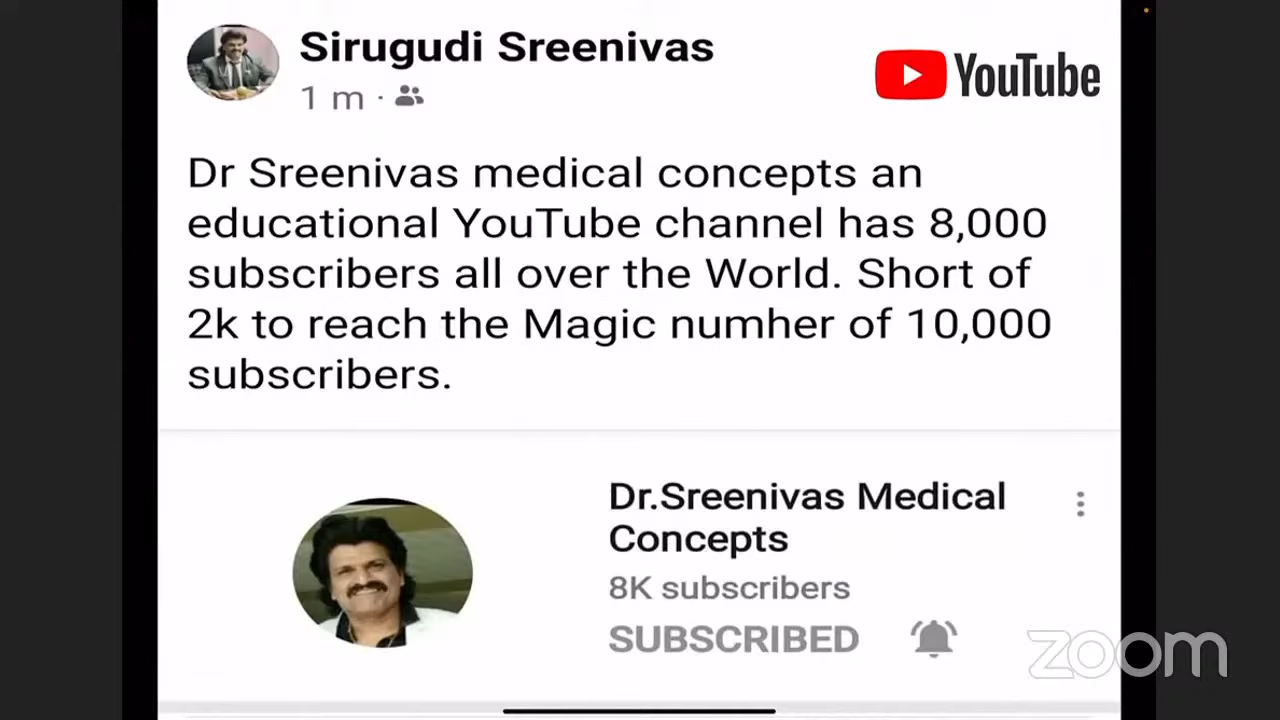 Sirugudi Sreenivas
1 m ·
YouTube
Dr Sreenivas medical concepts an
educational YouTube channel has 8,000
subscribers all over the World. Short of
2k to reach the Magic numher of 10,000
subscribers.
Dr.Sreenivas Medical
Concepts
8K subscribers
SUBSCRIBED
zoom